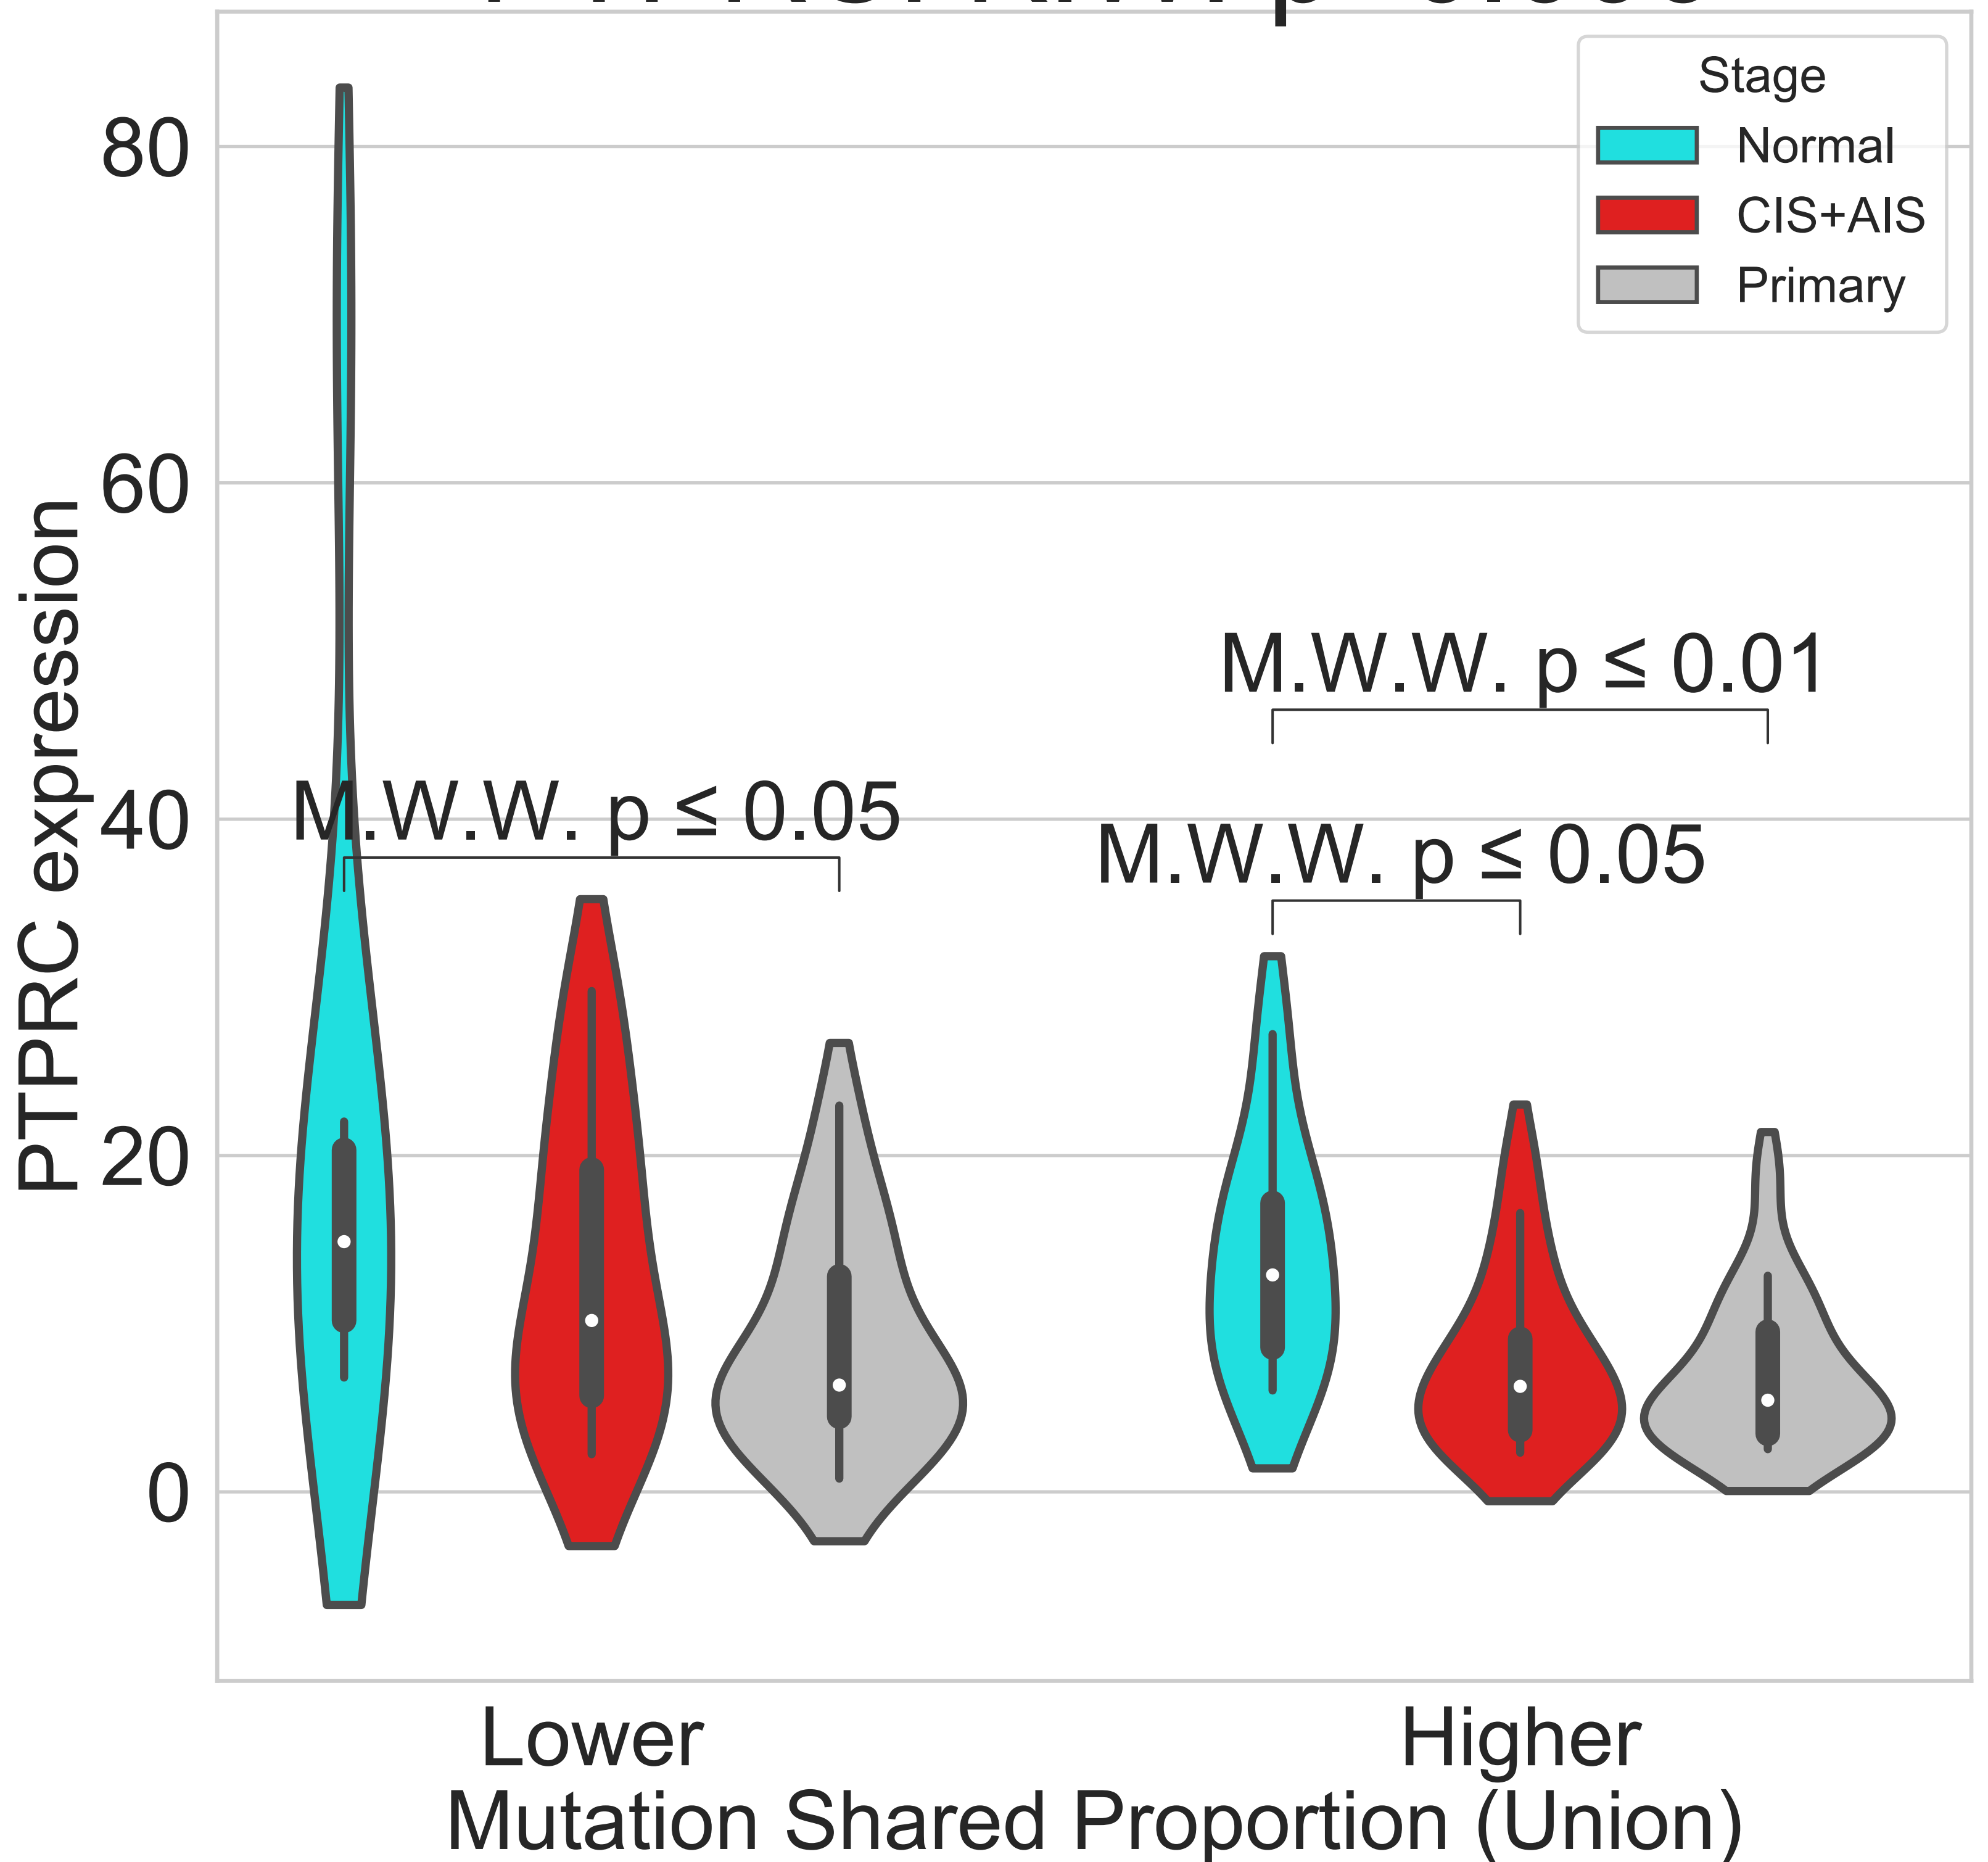 Stage
Normal
CIS+AIS
Primary
80
60
40
20
0
PTPRC expression
M.W.W. p ≤ 0.01
M.W.W. p ≤ 0.05
M.W.W. p ≤ 0.05
Lower
Higher
Mutation Shared Proportion (Union)